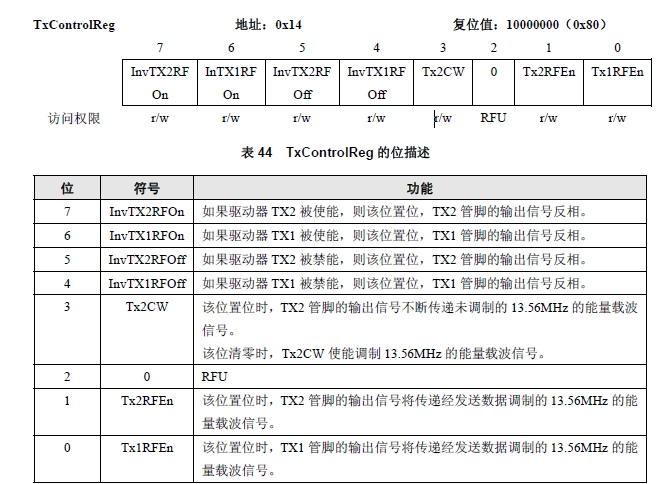 TxControlReg 地址：0x14 复位值：10000000（0x80）
7 6 5 4 3 2 1 0
InvTX2RF InTX1RF InvTX2RF InvTX1RF Tx2CW 0 Tx2RFEn Tx1RFEn
On On Off Off
访问权限 r/w r/w r/w r/w r/w RFU r/w r/w
表 44 TxControlReg 的位描述
位 符号 功能
7 InvTX2RFOn 如果驱动器 TX2 被使能，则该位置位，TX2 管脚的输出信号反相。
6 InvTX1RFOn 如果驱动器 TX1 被使能，则该位置位，TX1 管脚的输出信号反相。
5 InvTX2RFOff 如果驱动器 TX2 被禁能，则该位置位，TX2 管脚的输出信号反相。
4 InvTX1RFOff 如果驱动器 TX1 被禁能，则该位置位，TX1 管脚的输出信号反相。
3 Tx2CW 该位置位时，TX2 管脚的输出信号不断传递未调制的 13.56MHz 的能量载波
信号。
该位清零时，Tx2CW 使能调制 13.56MHz 的能量载波信号。
2 0 RFU
1 Tx2RFEn 该位置位时，TX2 管脚的输出信号将传递经发送数据调制的 13.56MHz 的能
量载波信号。
0 Tx1RFEn 该位置位时，TX1 管脚的输出信号将传递经发送数据调制的 13.56MHz 的能
量载波信号。